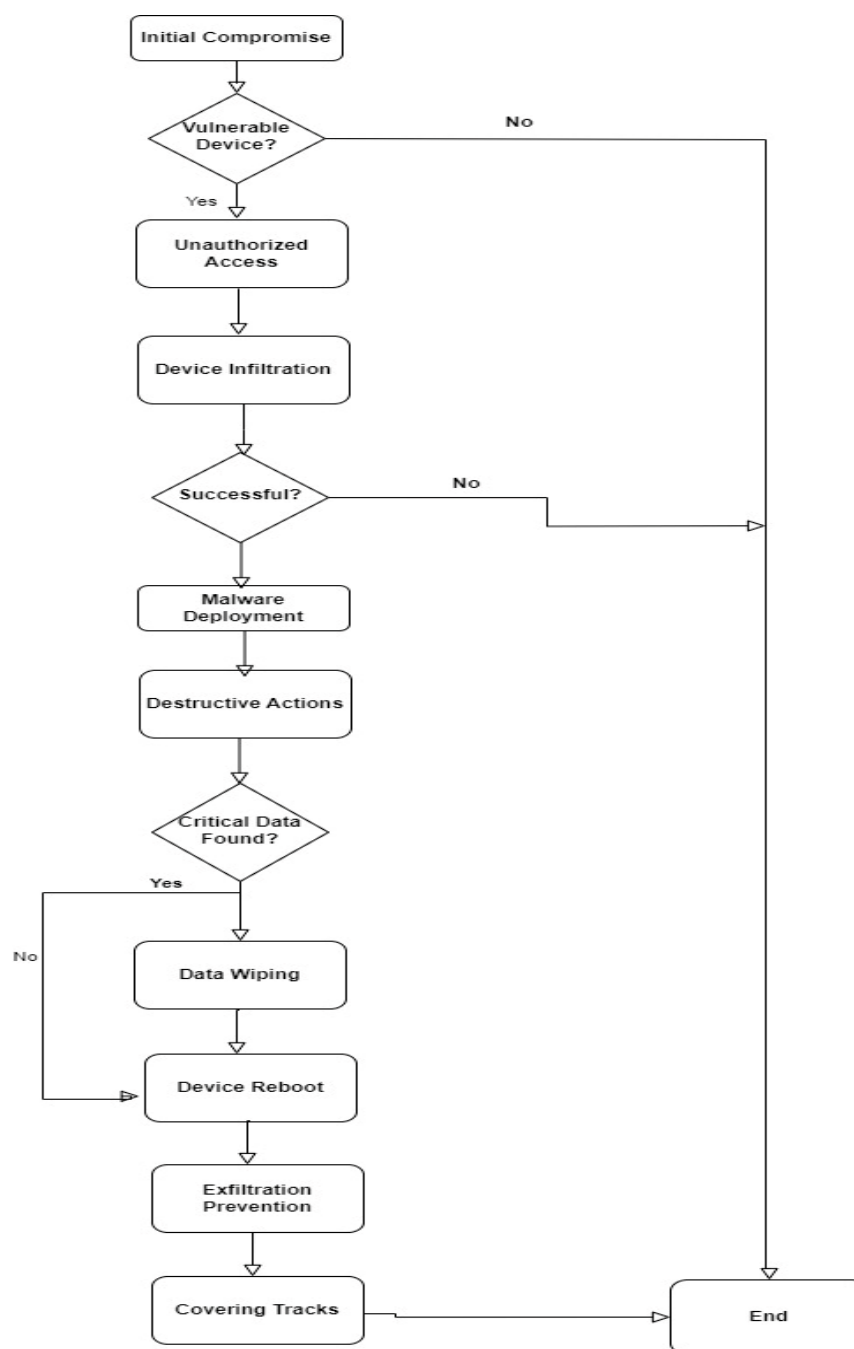 Initial Compromise
Vulnerable
Device?
No
Yes
Unauthorized
Access
Device Infiltration
Successful?
No
Malware
Deployment
Destructive Actions
Critical Data
Found?
Yes
No
Data Wiping
Device Reboot
Exfiltration
Prevention
Covering Tracks
End